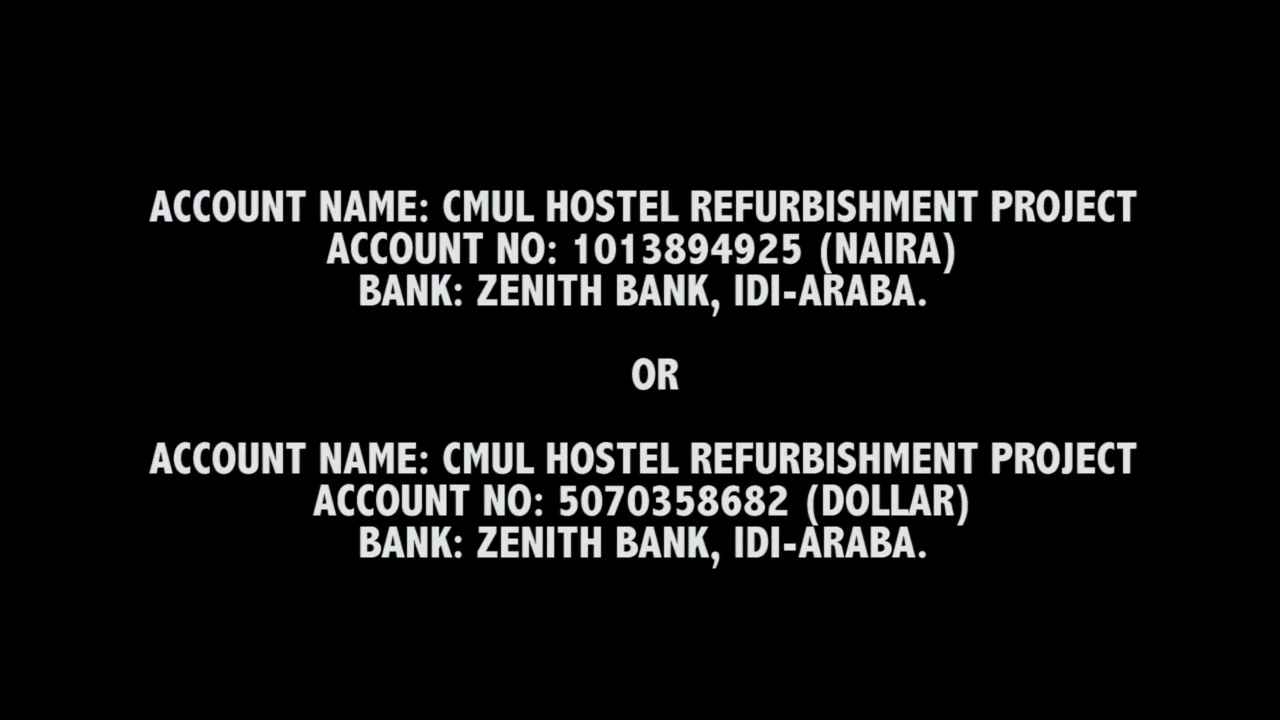 ACCOUNT NAME: CMUL HOSTEL REFURBISHMENT PROJECT
ACCOUNT NO: 1013894925 (NAIRA)
BANK: ZENITH BANK, IDI-ARABA.
OR
ACCOUNT NAME: CMUL HOSTEL REFURBISHMENT PROJECT
ACCOUNT NO: 5070358682 (DOLLAR)
BANK: ZENITH BANK, IDI-ARABA.